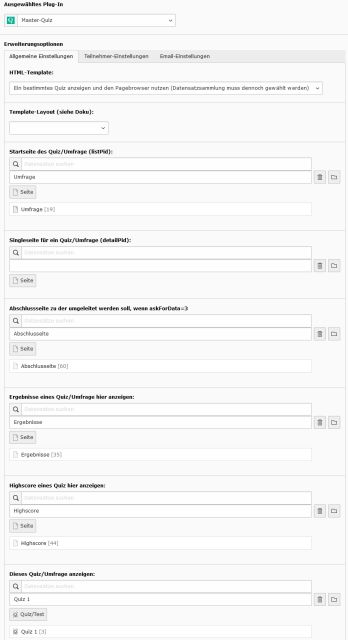 Ausgewähltes Plug-In
Master-Quiz
Erweiterungsoptionen
Allgemeine Einstellungen Teilnehmer-Einstellungen Email-Einstellungen
HTML-Template:
Ein bestimmtes Quiz anzeigen und den Pagebrowser nutzen (Datensatzsammlung muss dennoch gewählt warden)
Template-Layout (siehe Doku):
Startseite des Quiz/Umfrage (listPid):
Datensätze suchen
Umfrage
Seite
Umfrage [19]
Singleseite für ein Quiz/Umfrage (detailPid):
Datensätze suchen
Seite
Abschlussseite zu der umgeleitet werden soll, wenn askForData=3
Datensätze suchen
Abschlusseite
Seite
Abschlusseite [60]
Ergebnisse eines Quiz/Umfrage hier anzeigen:
Datensätze suchen
Ergebnisse
Seite
Ergebnisse [35]
Highscore eines Quiz hier anzeigen:
Datensätze suchen
Highscore
Seite
Highscore [44]
Dieses Quiz/Umfrage anzeigen:
Datensätze suchen
Quiz 1
Quiz/Test
Quiz 1 [3]